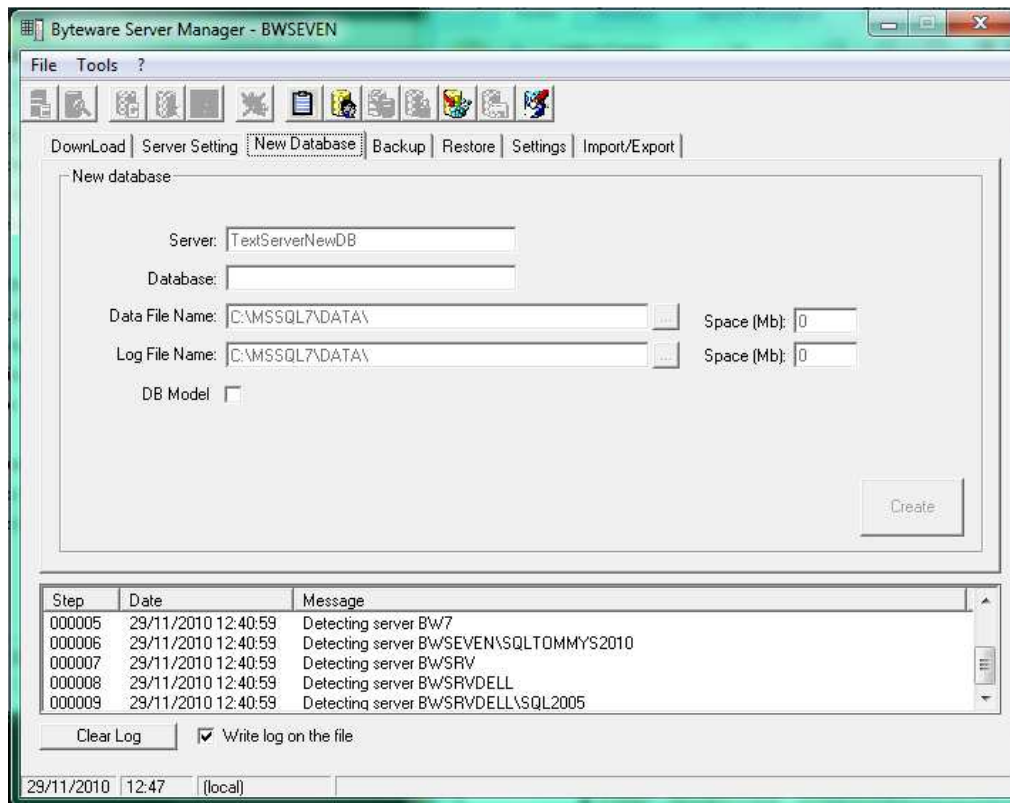 Byteware Server Manager - BWSEVEN
File Tools ?
DownLoad Server Setting New Database Backup Restore Settings Import/Export
New database
Server: TextServerNewDB
Database:
Data File Name: C:\MSSQL7\DATA\ ... Space (Mb): 0
Log File Name: C:\MSSQL7\DATA\ ... Space (Mb): 0
DB Model
Create
Step Date Message
000005 29/11/2010 12:40:59 Detecting server BW7
000006 29/11/2010 12:40:59 Detecting server BWSEVEN\SQLTOMMYS2010
000007 29/11/2010 12:40:59 Detecting server BWSRV
000008 29/11/2010 12:40:59 Detecting server BWSRVDELL
000009 29/11/2010 12:40:59 Detecting server BWSRVDELL\SQL2005
Clear Log Write log on the file
29/11/2010 12:47 (local)